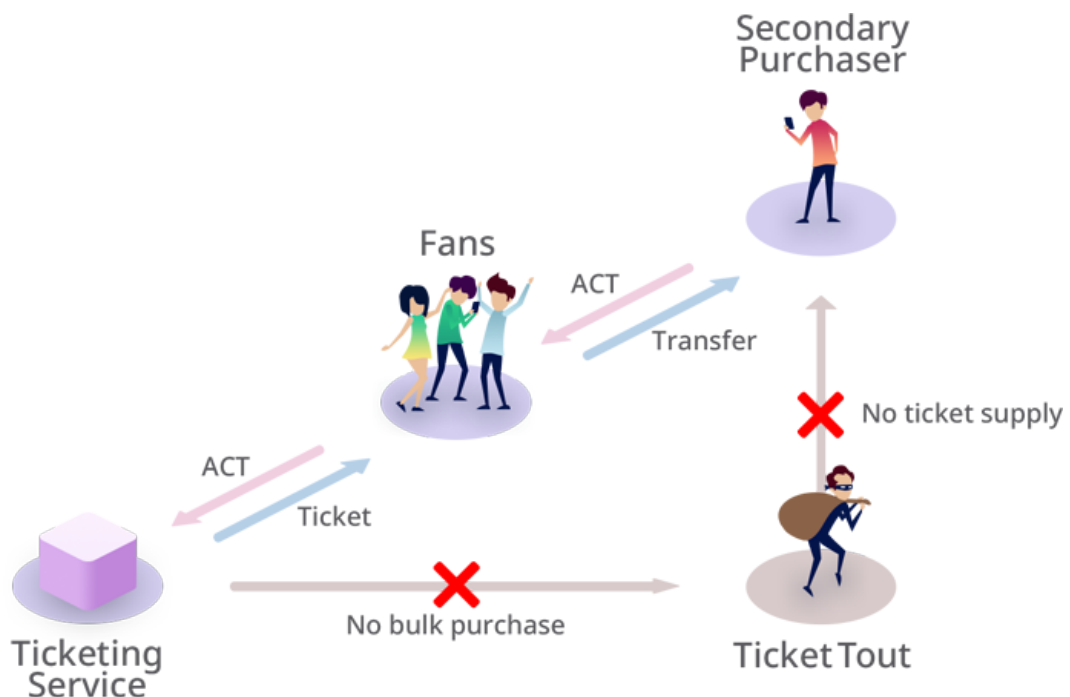 Secondary
Purchaser
Fans
ACT
Transfer
No ticket supply
ACT
Ticket
No bulk purchase
Ticketing
Service
Ticket Tout